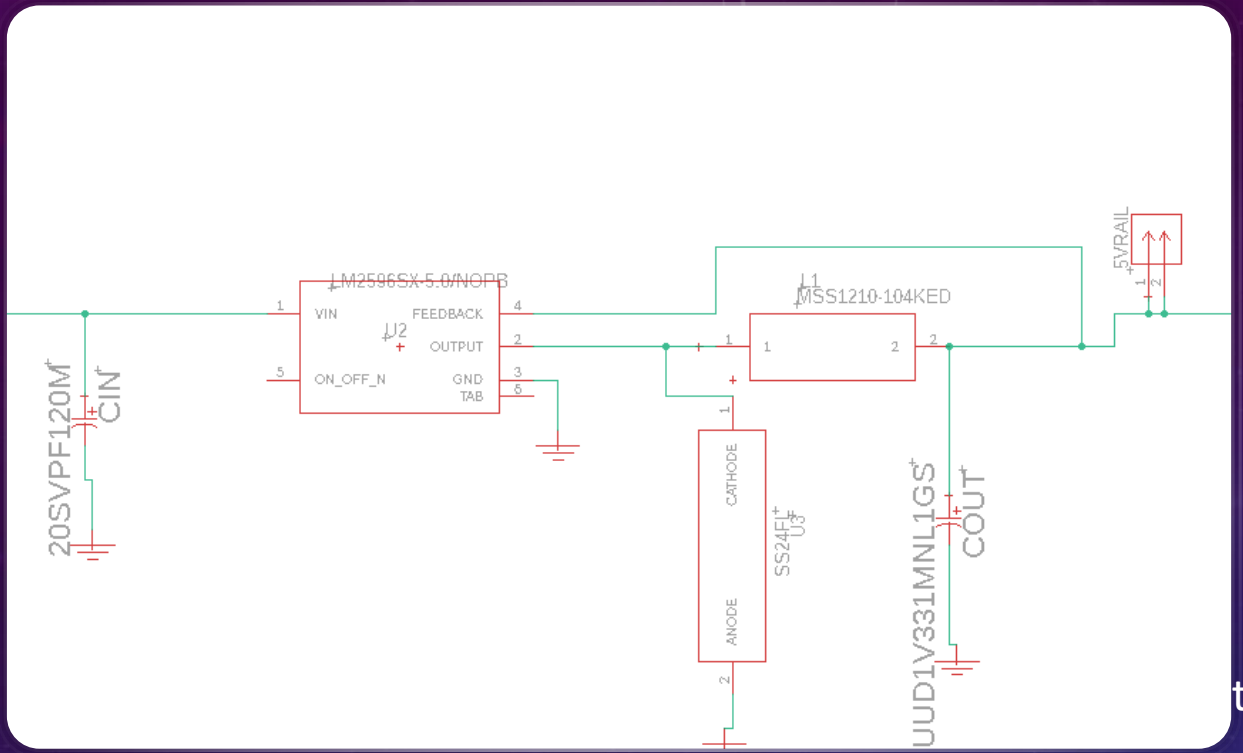 LM2596SX-5.0/NOPB
U2
1
VIN
5
ON_OFF_N
FEEDBACK
4
OUTPUT
2
GND
3
TAB
6
20SVPF120M
CIN
L1
MSS1210-104KED
1
1
2
2
1
CATHODE
ANODE
2
SS24FL
U3
UUD1V331MNL1GS
COUT
5VRAIL
1
2
t